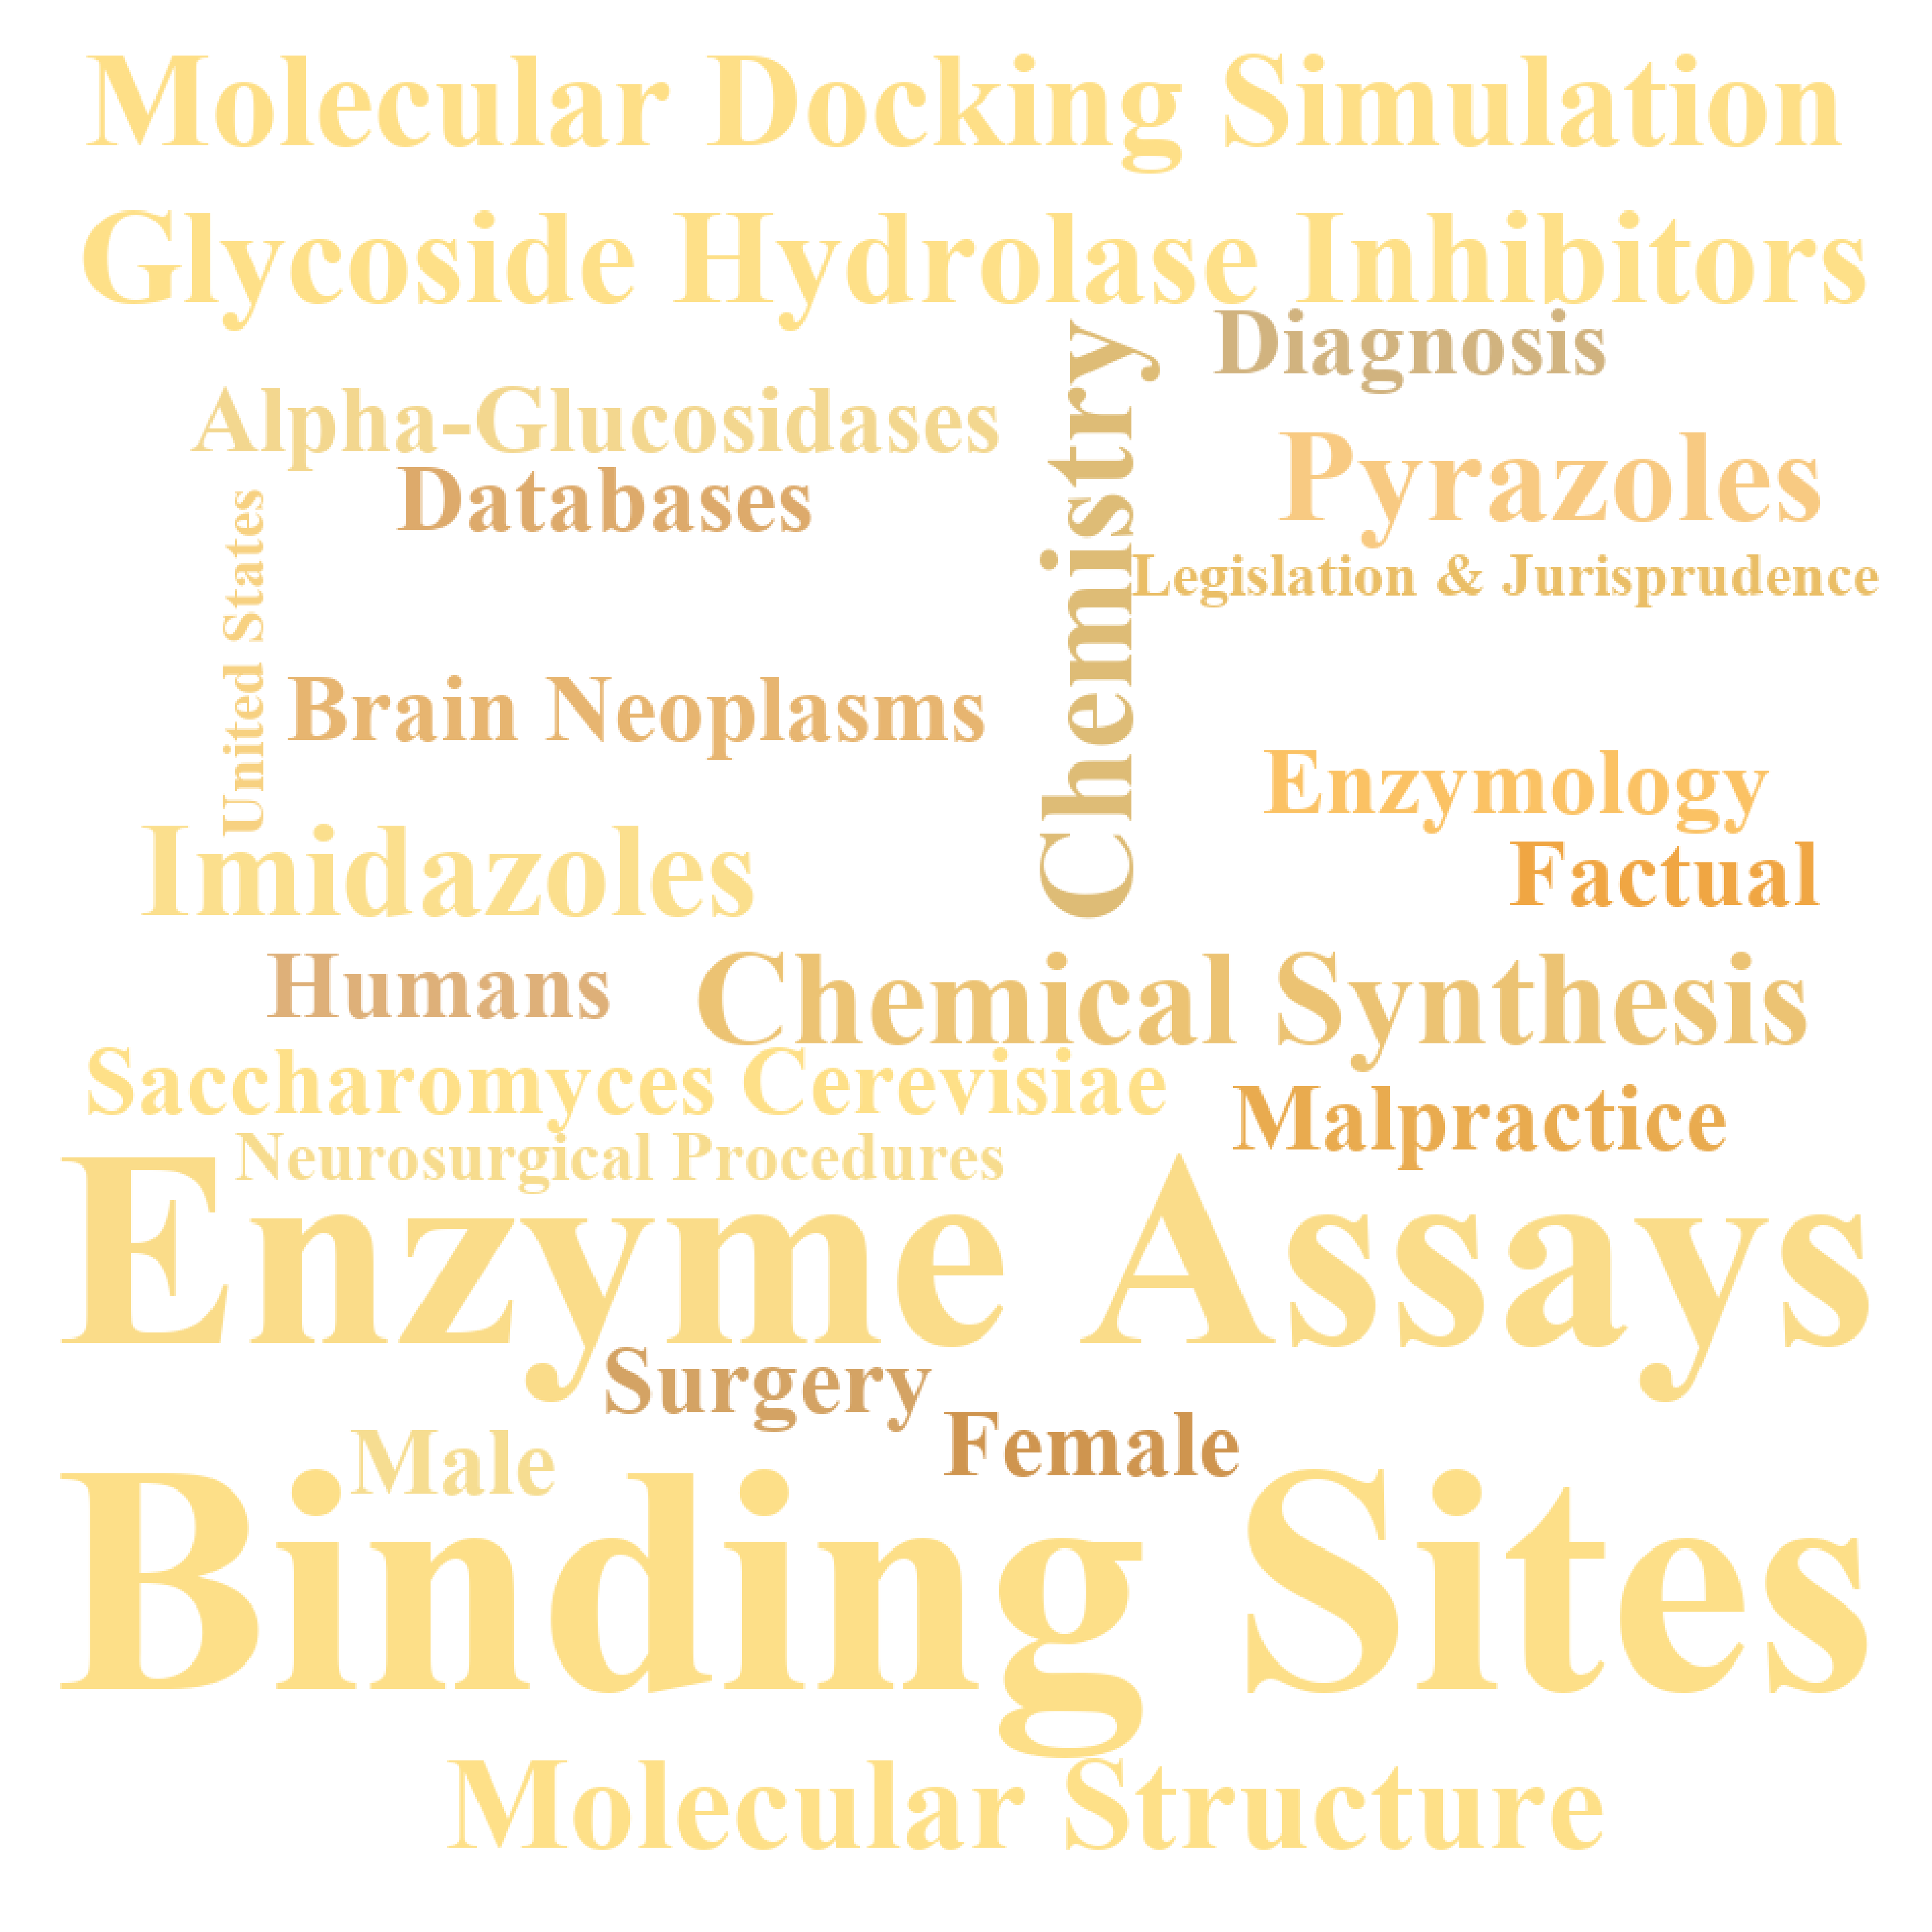 Molecular Docking Simulation
Glycoside Hydrolase Inhibitors
Diagnosis
Chemistry
Alpha-Glucosidases
Pyrazoles
Databases
United States
Legislation & Jurisprudence
Brain Neoplasms
Enzymology
Imidazoles
Factual
Humans
Chemical Synthesis
Saccharomyces Cerevisiae
Malpractice
Neurosurgical Procedures
Enzyme Assays
Surgery
Female
Male
Binding Sites
Molecular Structure